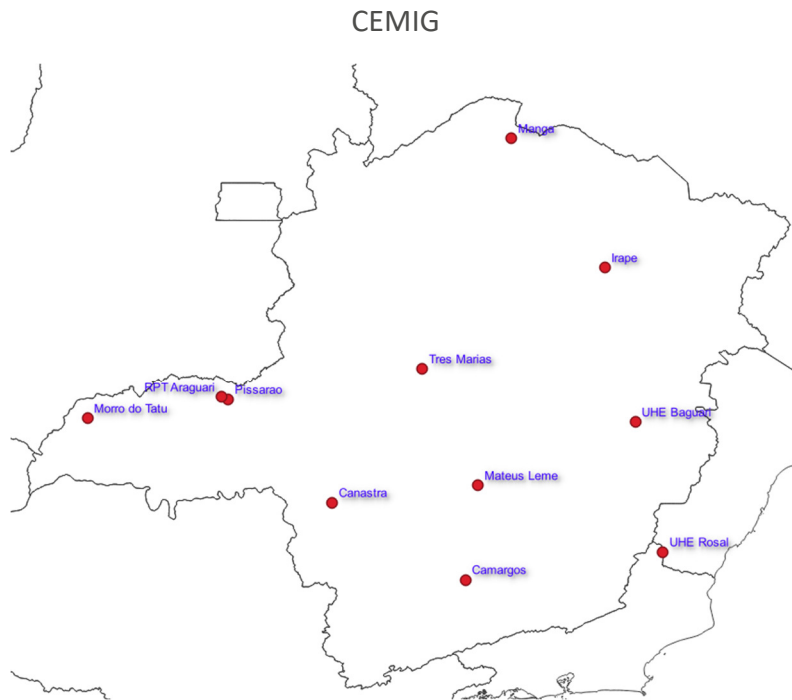 CEMIG
Manga
Irape
Tres Marias
RPT Araguari
Pissarao
Morro do Tatu
UHE Baguari
Mateus Leme
Canastra
UHE Rosal
Camargos